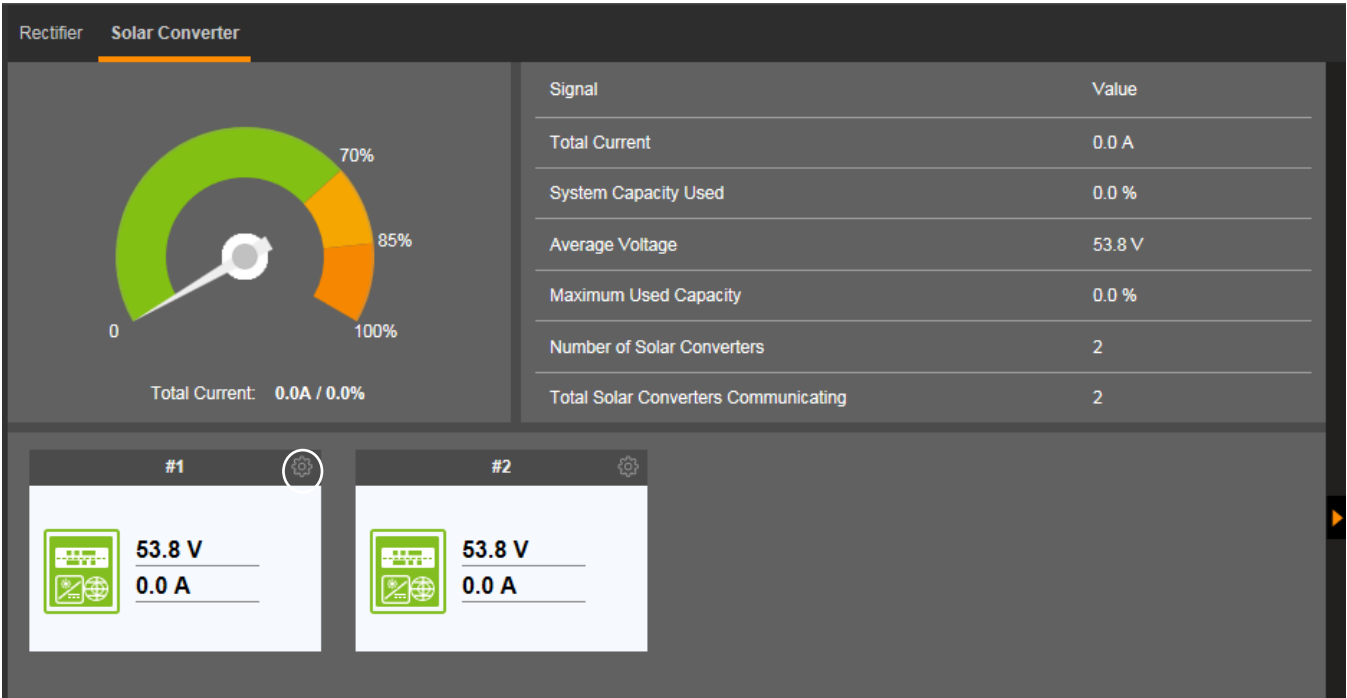 Rectifier Solar Converter
70%
85%
0
100%
Total Current: 0.0A / 0.0%
Signal Value
Total Current 0.0 A
System Capacity Used 0.0 %
Average Voltage 53.8 V
Maximum Used Capacity 0.0 %
Number of Solar Converters 2
Total Solar Converters Communicating 2
#1
53.8 V
0.0 A
#2
53.8 V
0.0 A